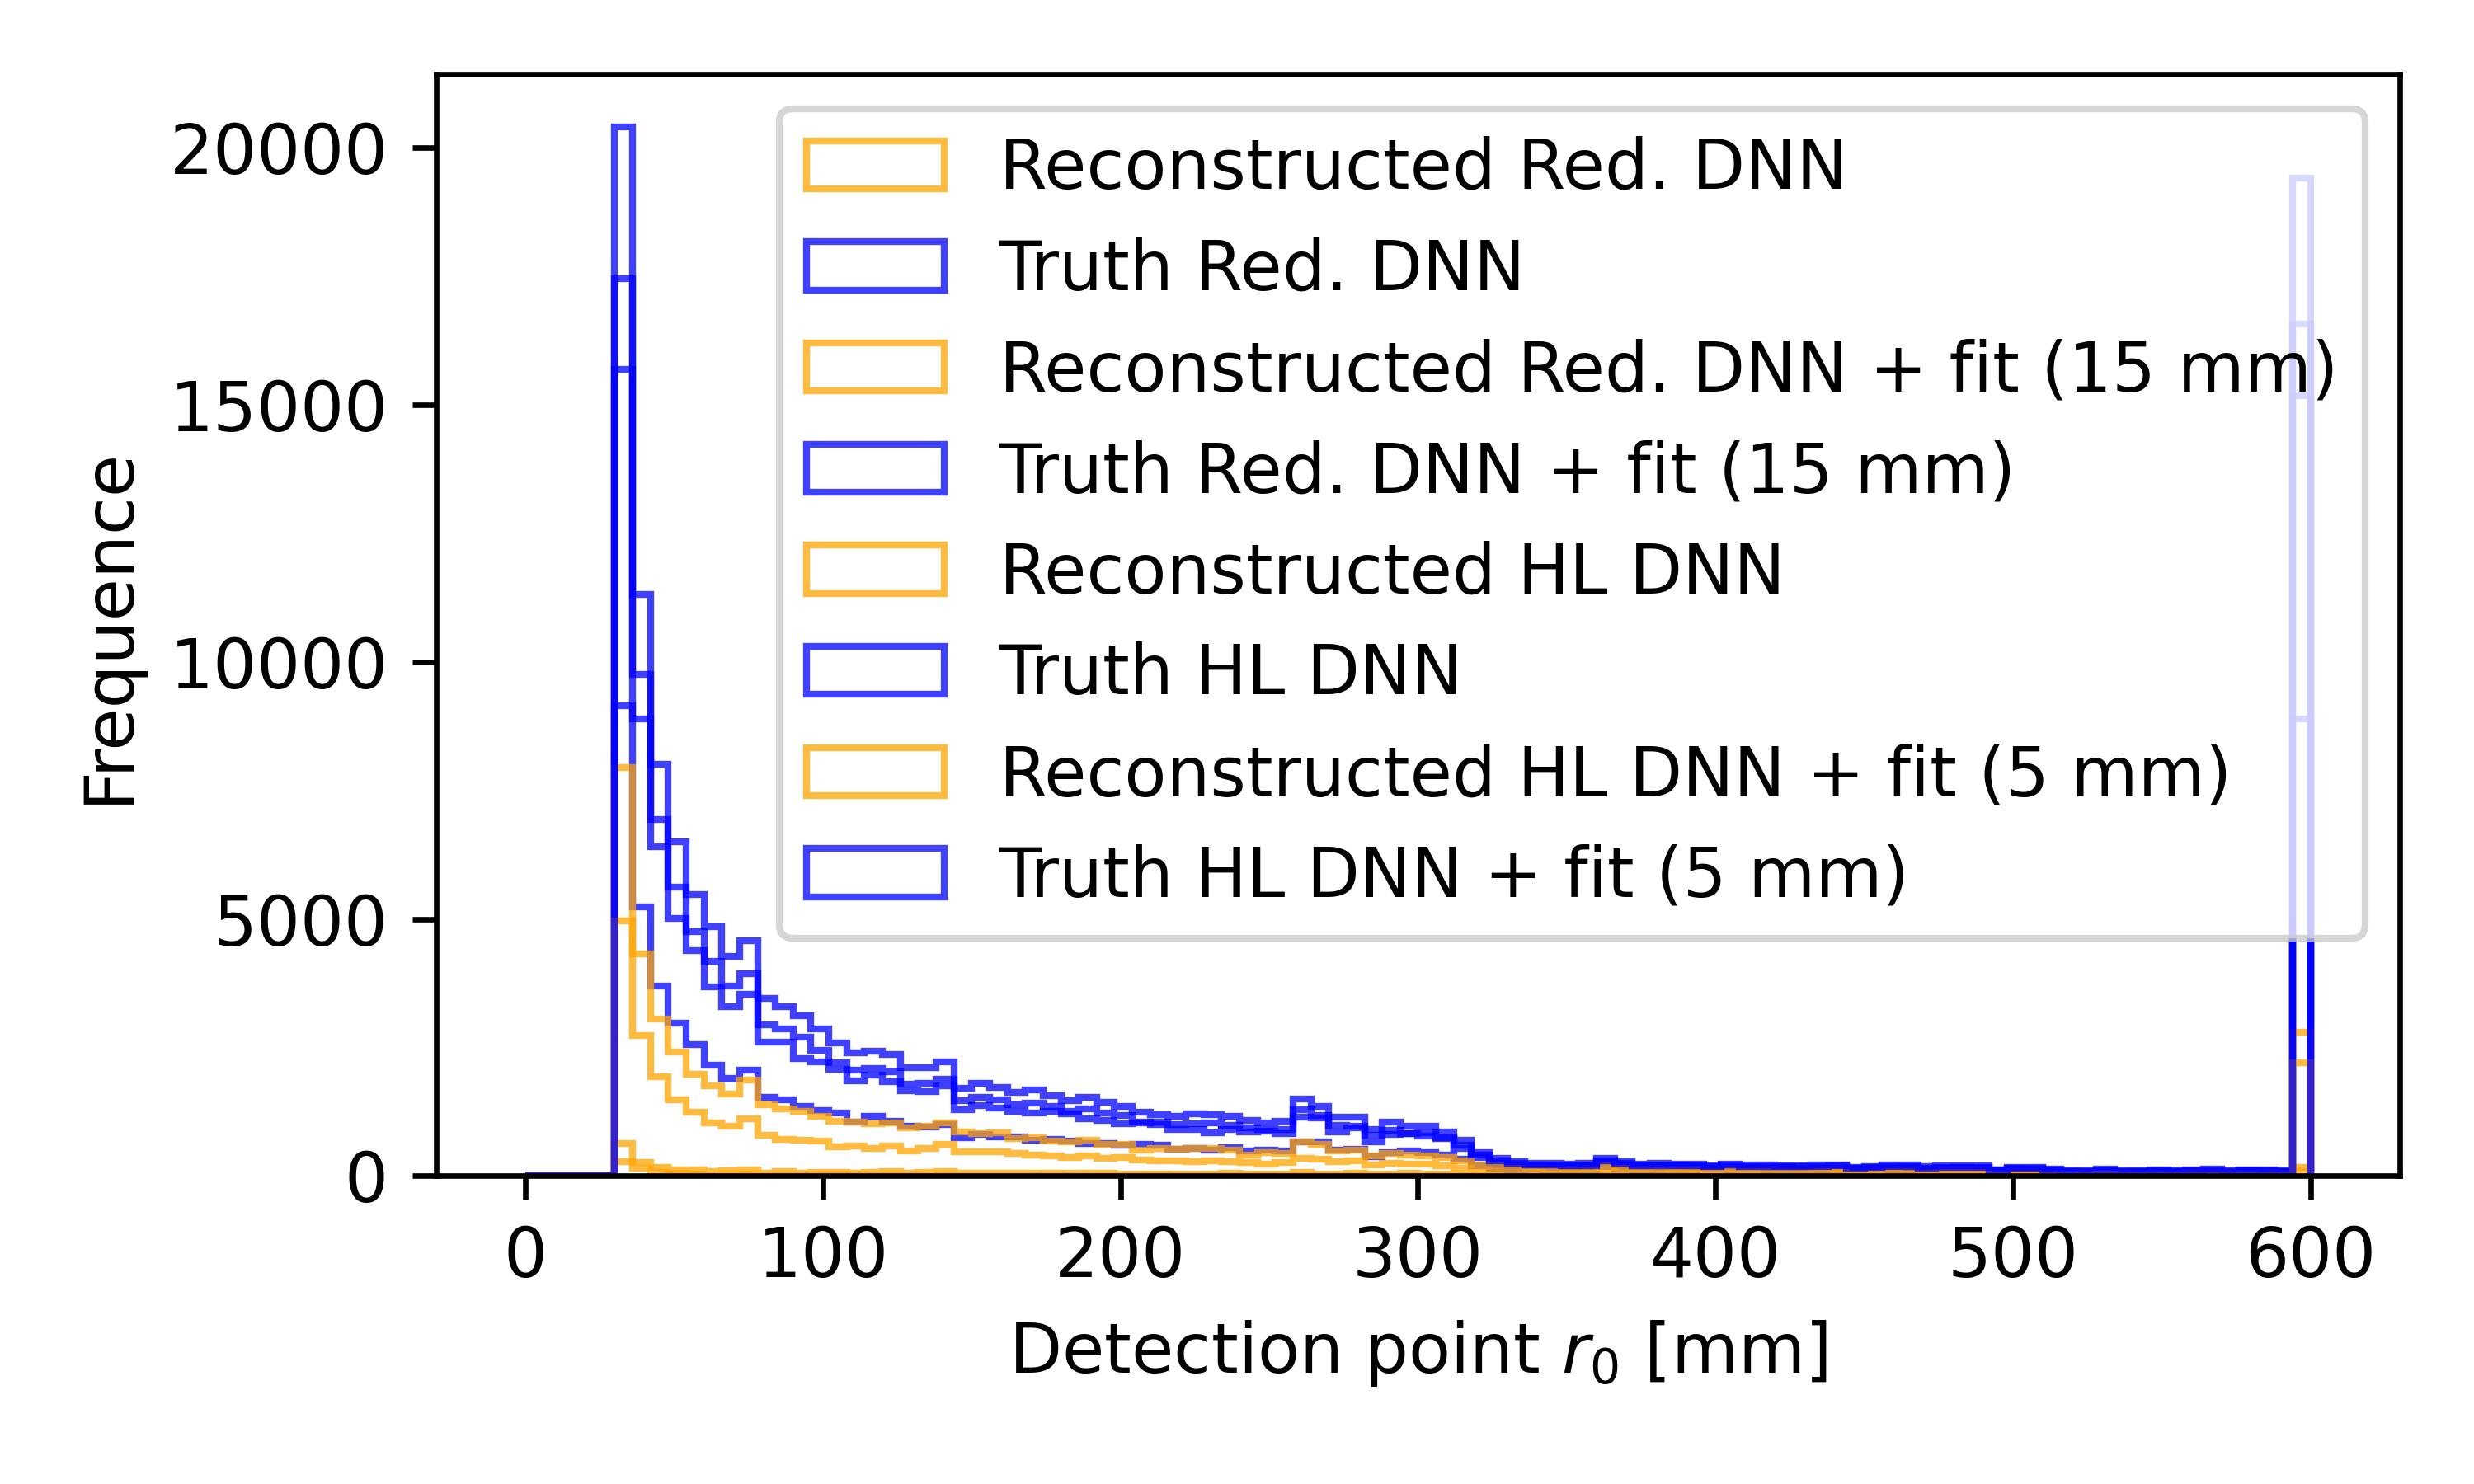 20000
15000
10000
5000
0
Frequency
Reconstructed Red. DNN
Truth Red. DNN
Reconstructed Red. DNN + fit (15 mm)
Truth Red. DNN + fit (15 mm)
Reconstructed HL DNN
Truth HL DNN
Reconstructed HL DNN + fit (5 mm)
Truth HL DNN + fit (5 mm)
0 100 200 300 400 500 600
Detection point r₀ [mm]